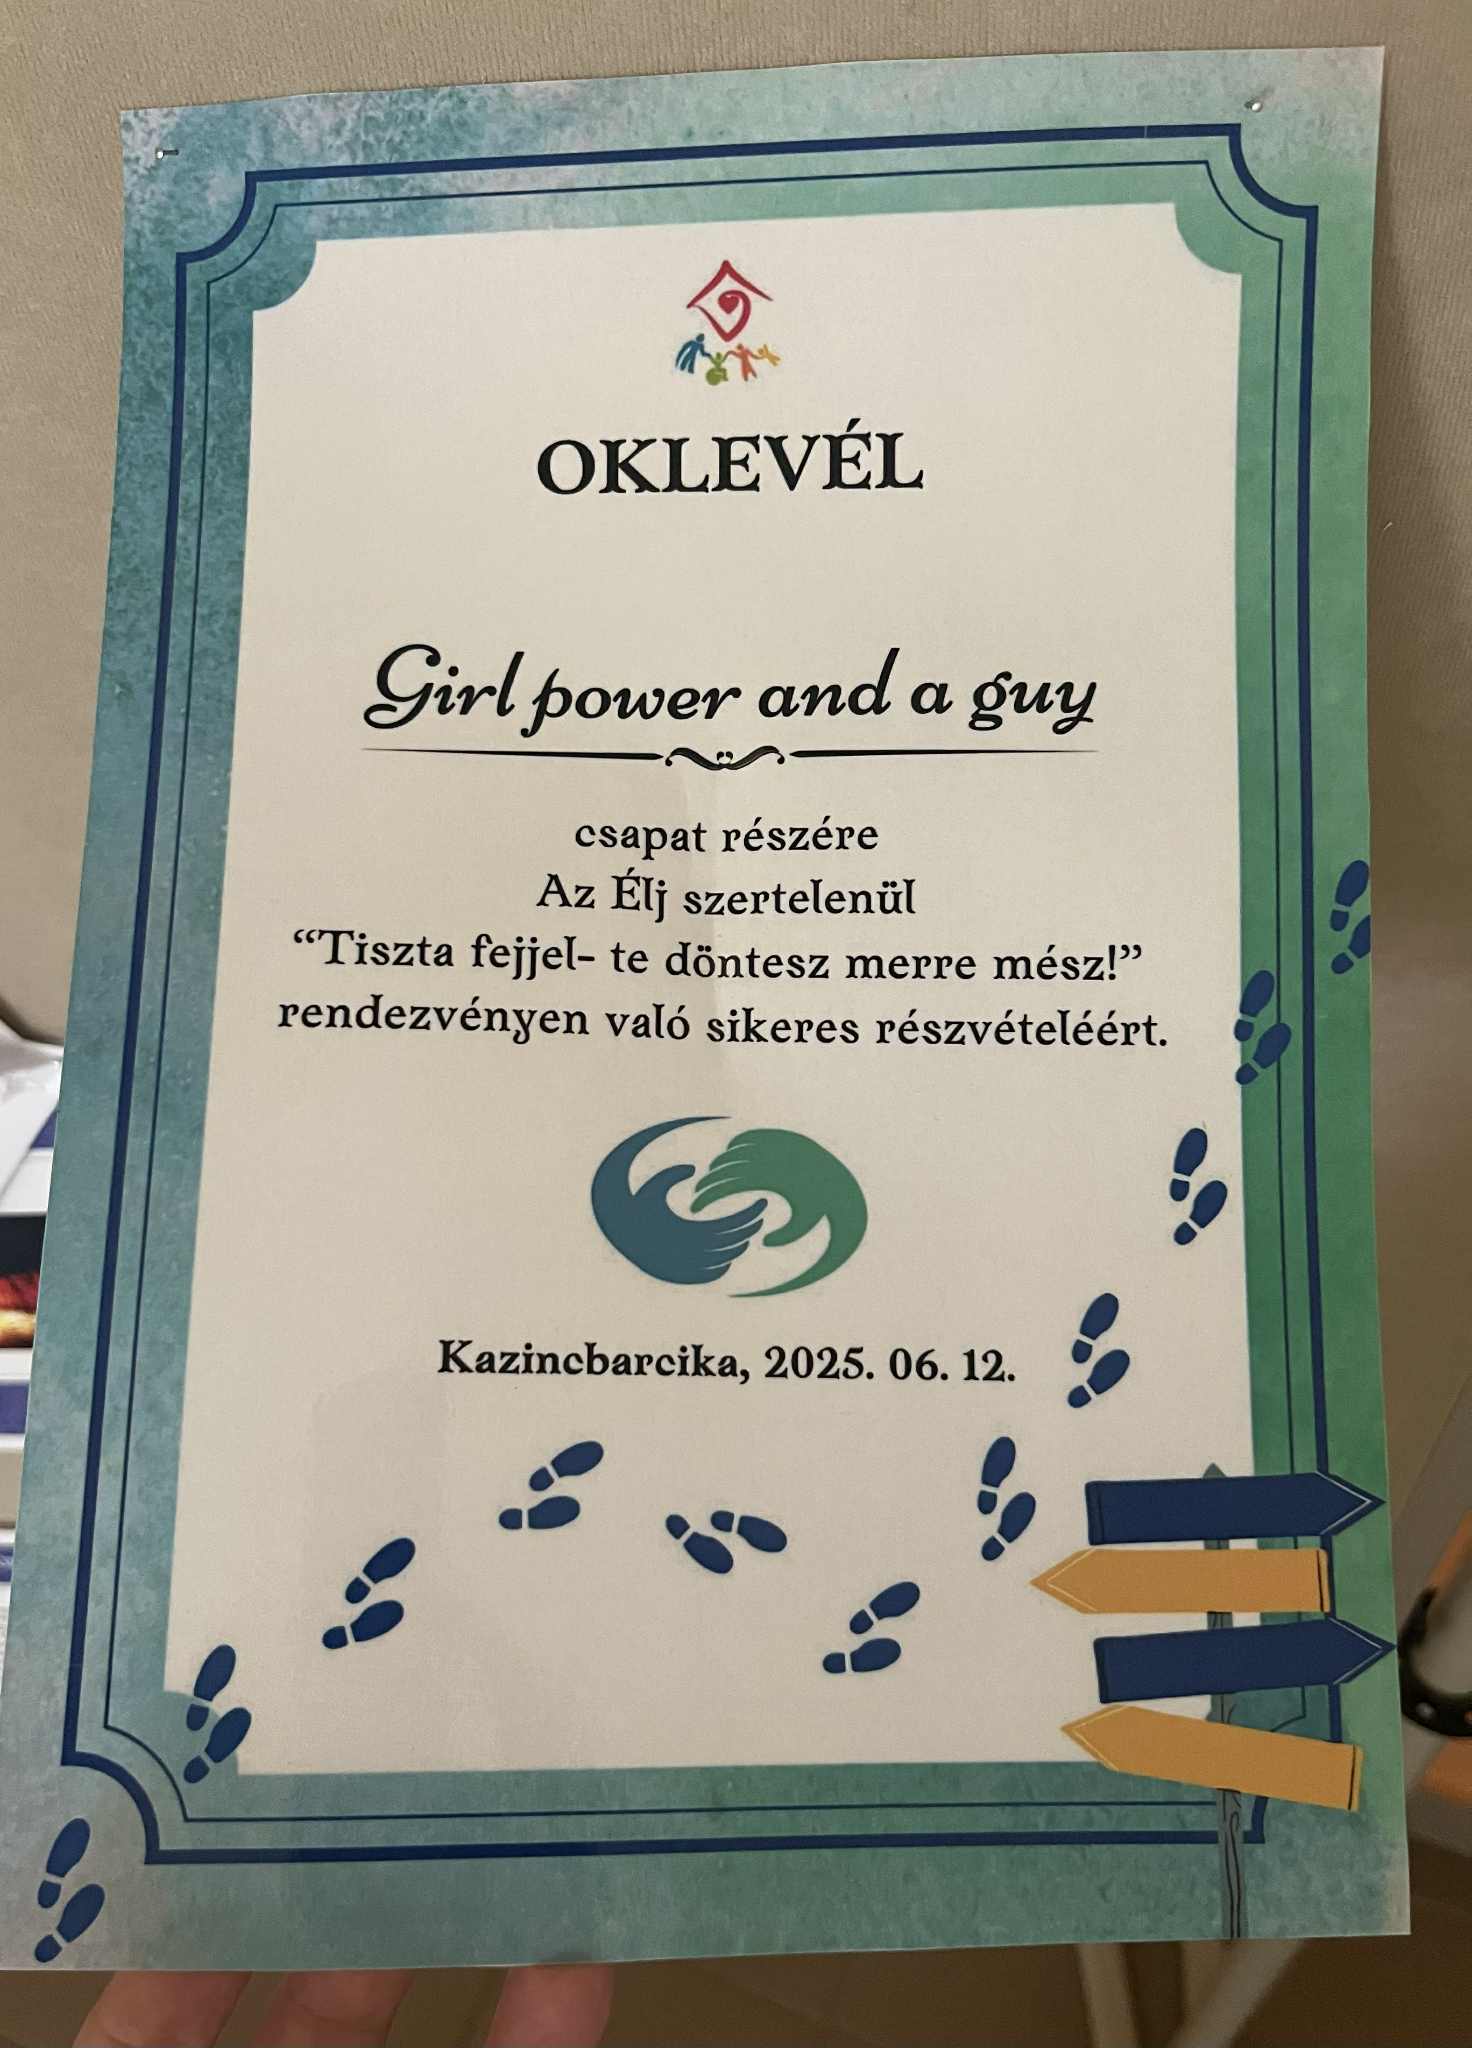 OKLEVÉL
Girl power and a guy
csapat részére
Az Élj szertelenül
“Tiszta fejjel- te döntesz merre mész!”
rendezvényen való sikeres részvételéért.
Kazincbarcika, 2025. 06. 12.